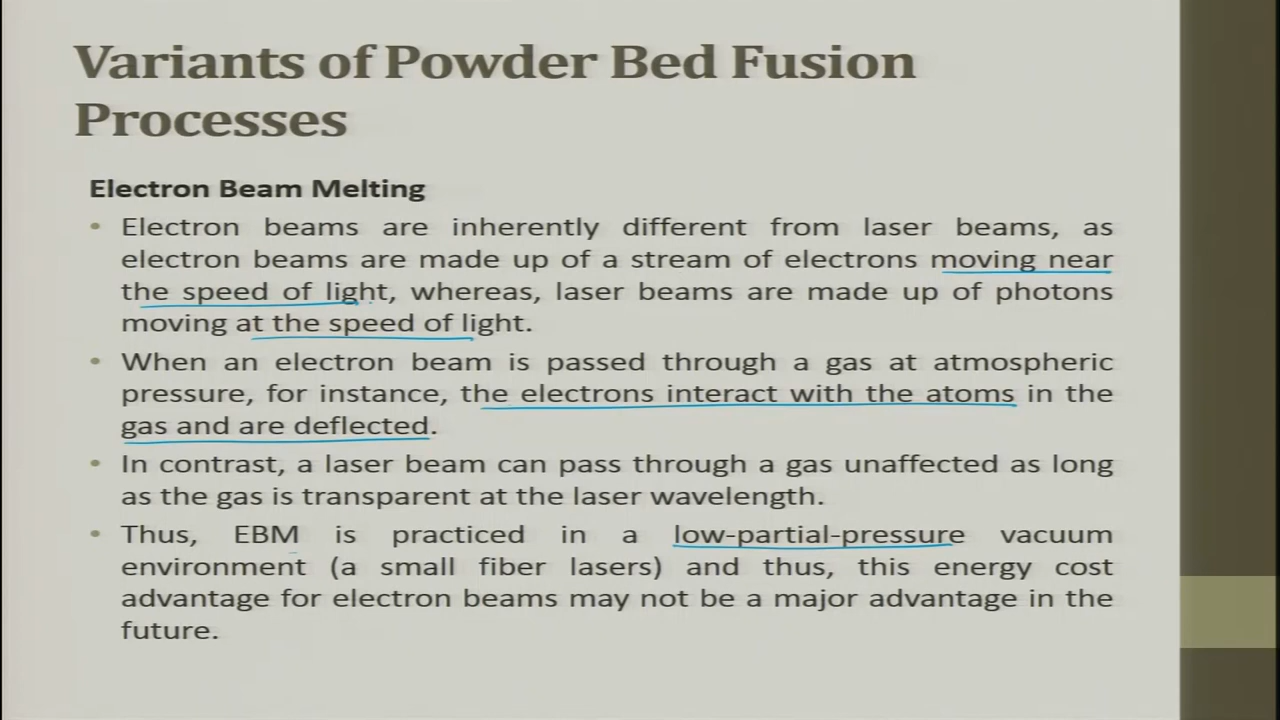 Variants of Powder Bed Fusion
Processes
Electron Beam Melting
• Electron beams are inherently different from laser beams, as
electron beams are made up of a stream of electrons moving near
the speed of light, whereas, laser beams are made up of photons
moving at the speed of light.
• When an electron beam is passed through a gas at atmospheric
pressure, for instance, the electrons interact with the atoms in the
gas and are deflected.
• In contrast, a laser beam can pass through a gas unaffected as long
as the gas is transparent at the laser wavelength.
• Thus, EBM is practiced in a low-partial-pressure vacuum
environment (a small fiber lasers) and thus, this energy cost
advantage for electron beams may not be a major advantage in the
future.